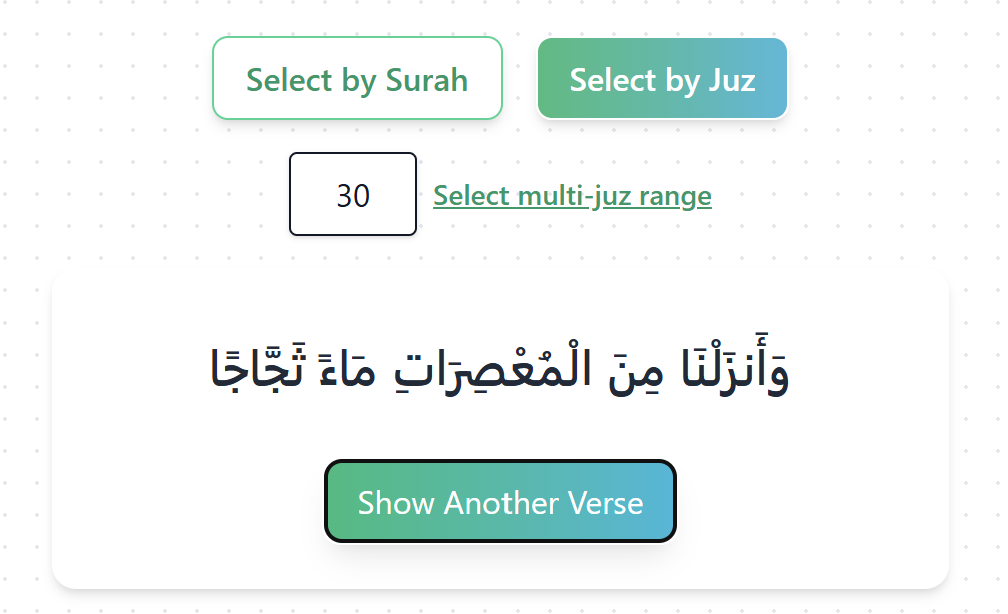 Select by Surah
Select by Juz
30
Select multi-juz range
وَأَنزَلْنَا مِنَ الْمُعْصِرَاتِ مَاءً ثَجَّاجًا
Show Another Verse